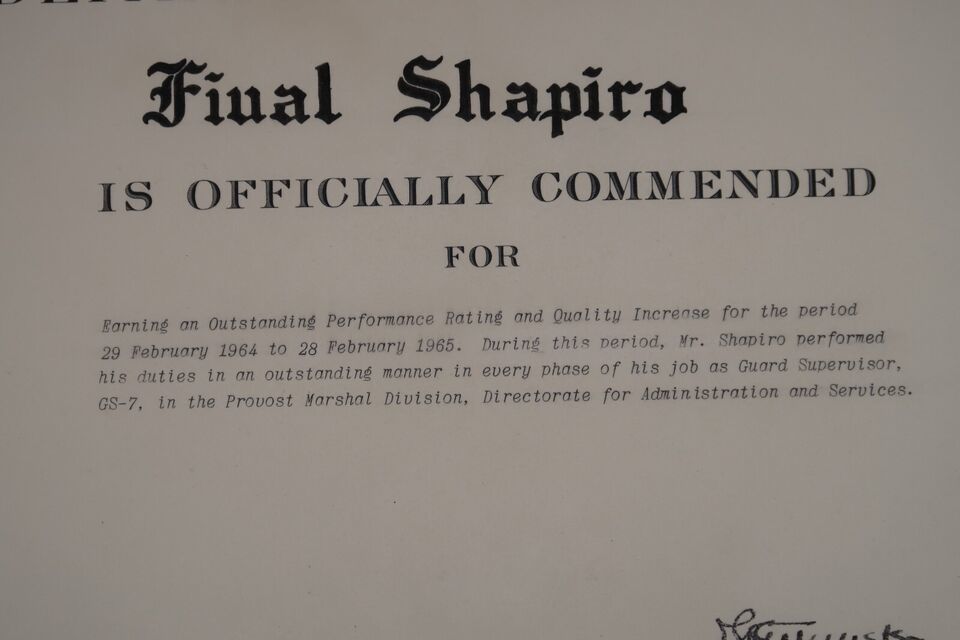 Fiual Shapiro
IS OFFICIALLY COMMENDED
FOR
Earning an Outstanding Performance Rating and Quality Increase for the period
29 February 1964 to 28 February 1965. During this period, Mr. Shapiro performed
his duties in an outstanding manner in every phase of his job as Guard Supervisor,
GS-7, in the Provost Marshal Division, Directorate for Administration and Services.